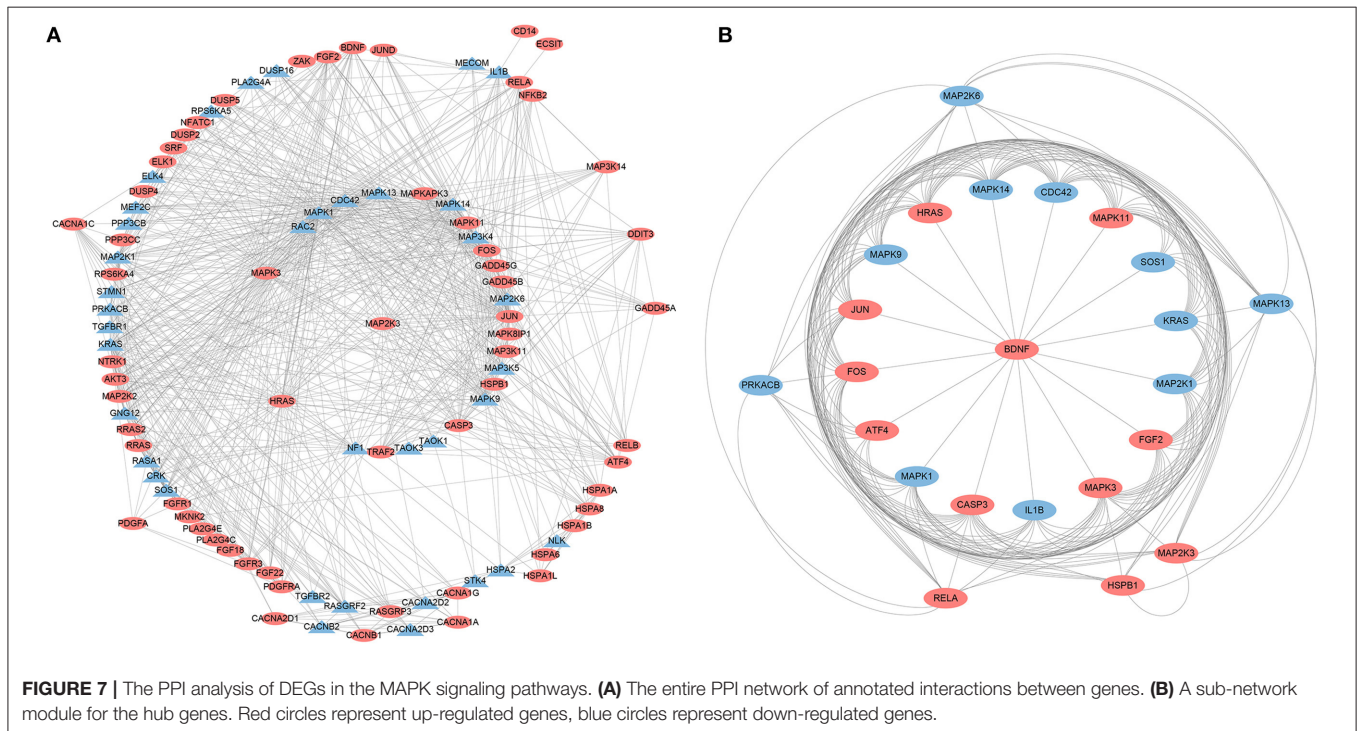 A
B
CD14
ECSIT
BDNF
JUND
FGF2
ZAK
MECOM
IL1B
DUSP16
RELA
PLA2G4A
NFKB2
DUSP5
RPS6KA5
NFATC1
DUSP2
SRF
ELK1
MAP3K14
ELK4
DUSP4
MAPK13
MAPKAPK3
CDC42
MAPK14
MEF2C
MAPK1
CACNA1C
PPP3CB
RAC2
MAPK11
DDIT3
PPP3CC
MAP3K4
FOS
MAP2K1
GADD45G
RPS6KA4
MAPK3
GADD45B
STMN1
MAP2K6
GADD45A
PRKACB
JUN
TGFBR1
MAP2K3
MAPK8IP1
KRAS
MAP3K11
NTRK1
MAP3K5
AKT3
HSPB1
MAP2K2
HRAS
MAPK9
GNG12
CASP3
RRAS2
TAOK1
RRAS
NF1
TRAF2
TAOK3
RELB
RASA1
ATF4
CRK
SOS1
HSPA1A
FGFR1
HSPA8
MKNK2
PDGFA
HSPA1B
PLA2G4E
PLA2G4C
NLK
FGF18
HSPA6
FGFR3
HSPA2
FGF22
HSPA1L
PDGFRA
STK4
TGFBR2
CACNA1G
RASGRF2
CACNA2D2
RASGRP3
CACNA2D1
CACNA1A
CACNB2
CACNB1
CACNA2D3
MAP2K6
MAPK14
CDC42
HRAS
MAPK11
MAPK9
SOS1
MAPK13
JUN
KRAS
BDNF
FOS
PRKACB
MAP2K1
ATF4
FGF2
MAPK1
MAPK3
CASP3
IL1B
MAP2K3
HSPB1
RELA
FIGURE 7 | The PPI analysis of DEGs in the MAPK signaling pathways. (A) The entire PPI network of annotated interactions between genes. (B) A sub-network
module for the hub genes. Red circles represent up-regulated genes, blue circles represent down-regulated genes.